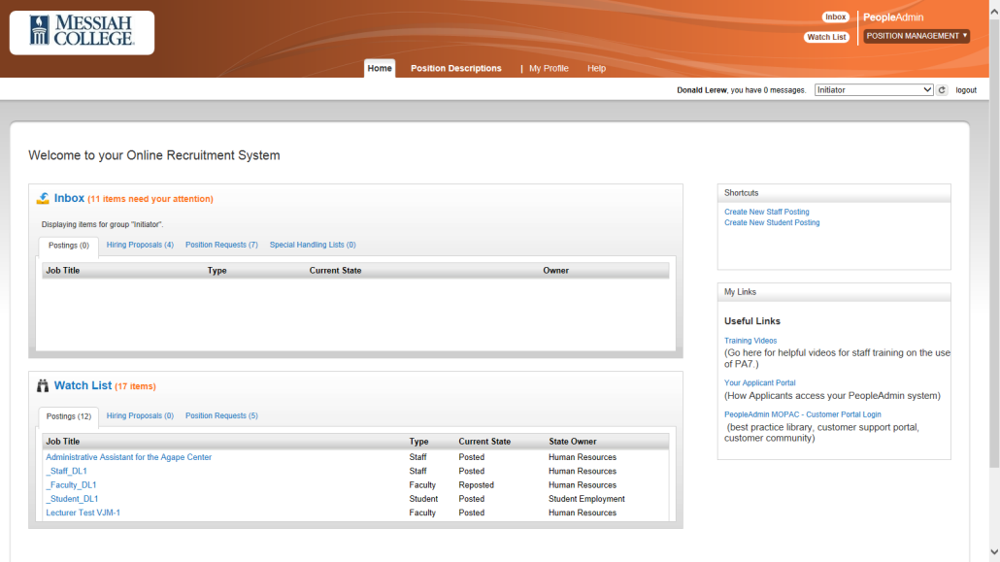 MESSIAH
COLLEGE
Inbox
PeopleAdmin
Watch List
POSITION MANAGEMENT
Home
Position Descriptions
| My Profile
Help
Donald Lerew, you have 0 messages.
Initiator
logout
Welcome to your Online Recruitment System
Inbox (11 items need your attention)
Displaying items for group "Initiator".
Postings (0)
Hiring Proposals (4)
Position Requests (7)
Special Handling Lists (0)
Job Title
Type
Current State
Owner
Watch List (17 items)
Postings (12)
Hiring Proposals (0)
Position Requests (5)
Job Title Type Current State State Owner
Administrative Assistant for the Agape Center Staff Posted Human Resources
_Staff_DL1 Staff Posted Human Resources
_Faculty_DL1 Faculty Reposted Human Resources
_Student_DL1 Student Posted Student Employment
Lecturer Test VJM-1 Faculty Posted Human Resources
Shortcuts
Create New Staff Posting
Create New Student Posting
My Links
Useful Links
Training Videos
(Go here for helpful videos for staff training on the use
of PA7.)
Your Applicant Portal
(How Applicants access your PeopleAdmin system)
PeopleAdmin MOPAC - Customer Portal Login
(best practice library, customer support portal,
customer community)